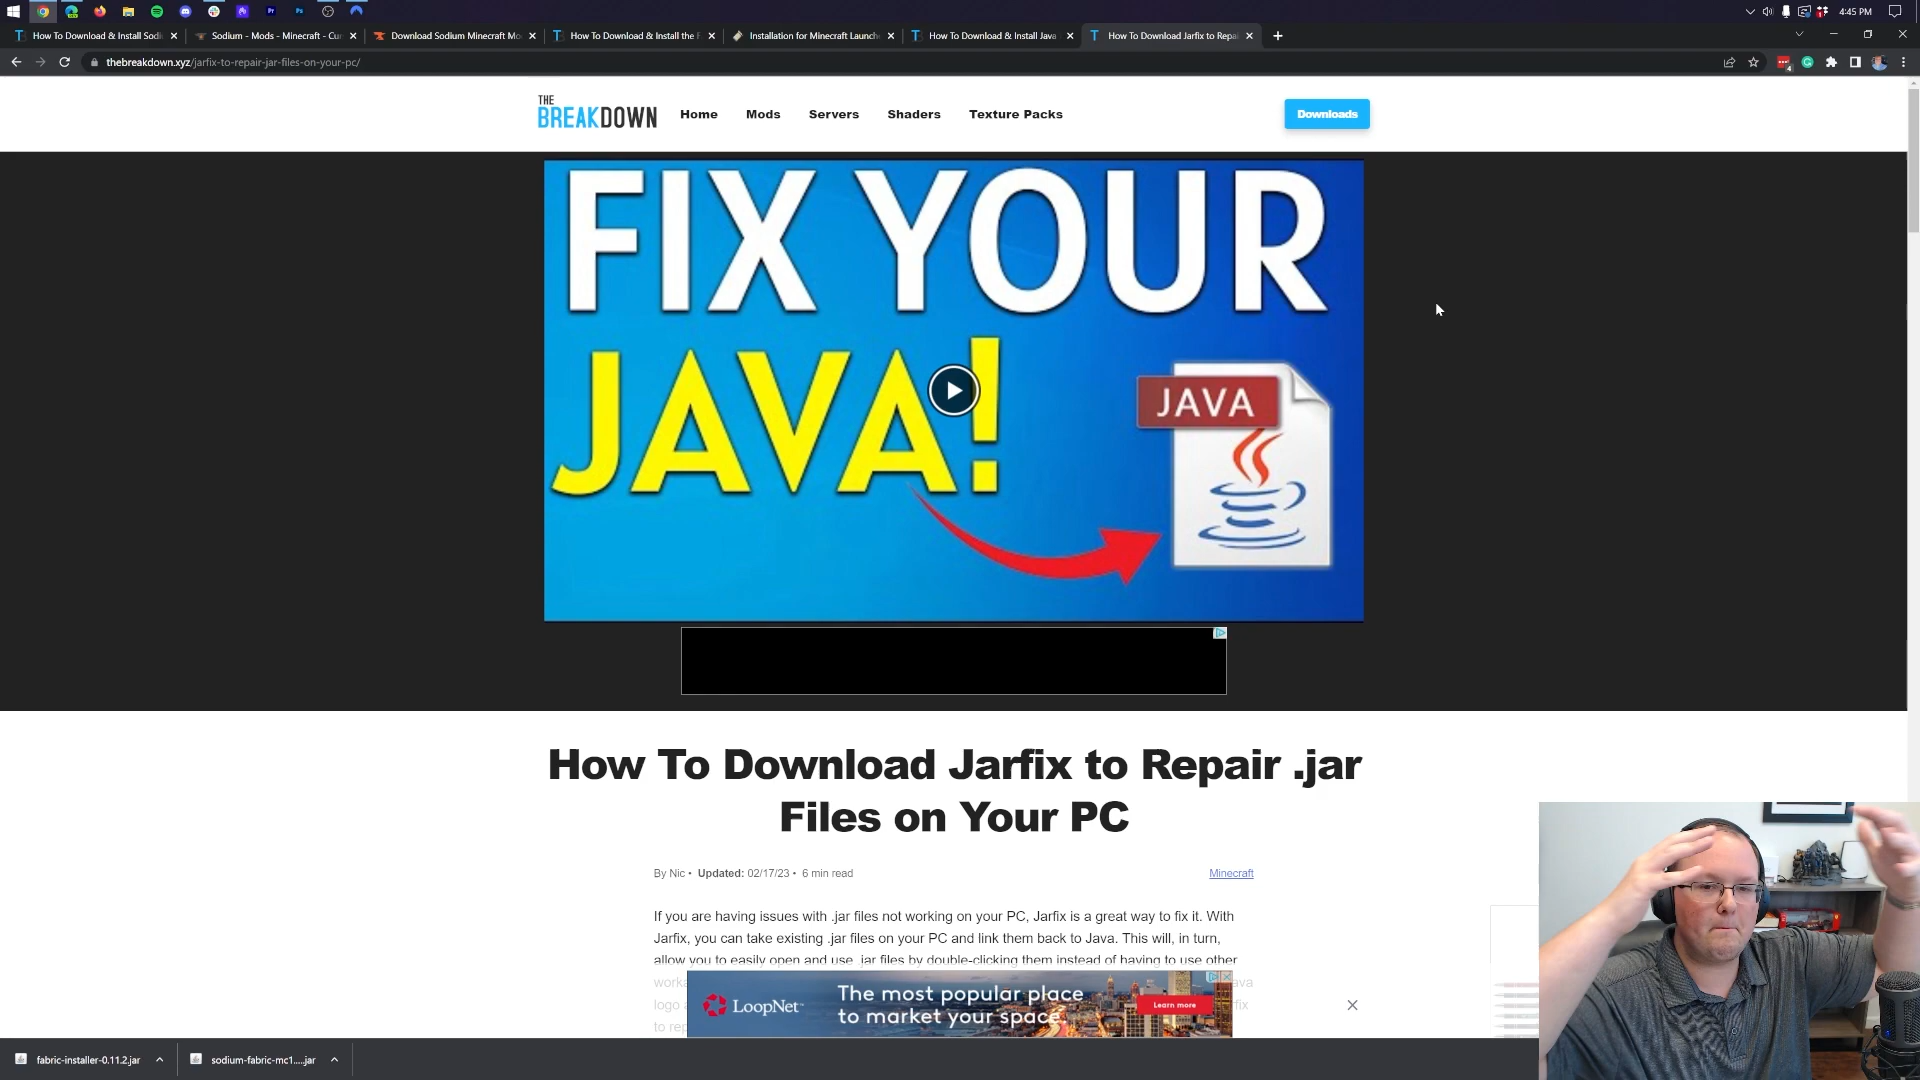 4:45 PM
How To Download & Install Sodi
Sodium - Mods - Minecraft - Cur
Download Sodium Minecraft Mo
How To Download & Install the F
Installation for Minecraft Launch
How To Download & Install Java
How To Download Jarfix to Repa
thebreakdown.xyz/jarfix-to-repair-jar-files-on-your-pc/
THE BREAKDOWN
Home
Mods
Servers
Shaders
Texture Packs
Downloads
FIX YOUR
JAVA!
JAVA
How To Download Jarfix to Repair .jar
Files on Your PC
By Nic • Updated: 02/17/23 • 6 min read
Minecraft
If you are having issues with .jar files not working on your PC, Jarfix is a great way to fix it. With
Jarfix, you can take existing .jar files on your PC and link them back to Java. This will, in turn,
allow you to easily open and use .jar files by double-clicking them instead of having to use other
logo
to
LoopNet
The most popular place
to market your space.
Learn more
fabric-installer-0.11.2.jar
sodium-fabric-mc1....jar